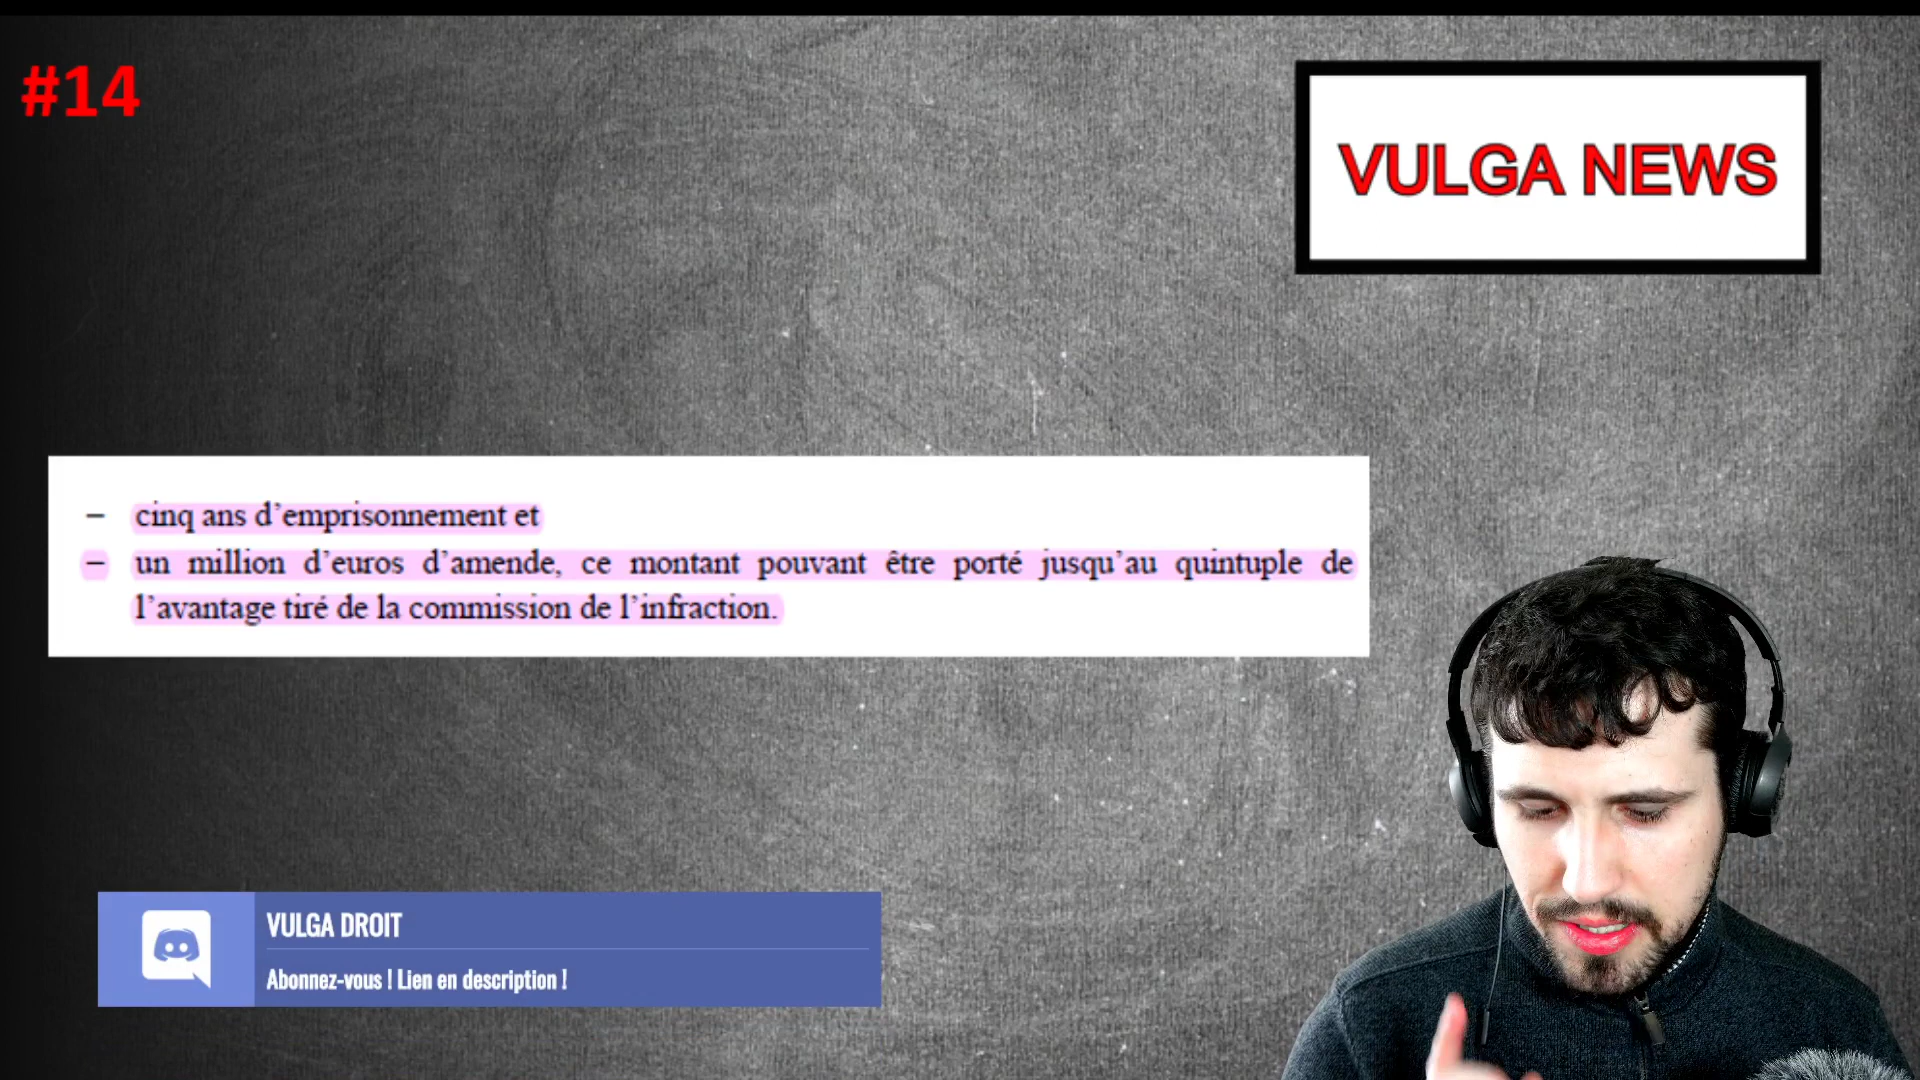 #14
VULGA NEWS
– cinq ans d’emprisonnement et
– un million d’euros d’amende, ce montant pouvant être porté jusqu’au quintuple de
l’avantage tiré de la commission de l’infraction.
VULGA DROIT
Abonnez-vous ! Lien en description !